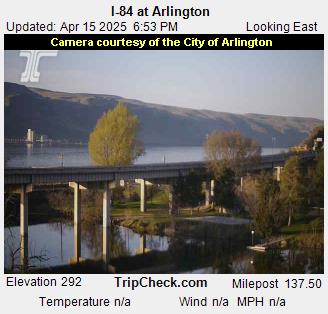 I-84 at Arlington
Updated: Apr 15 2025 6:53 PM Looking East
Camera courtesy of the City of Arlington
Elevation 292 TripCheck.com Milepost 137.50
Temperature n/a Wind n/a MPH n/a